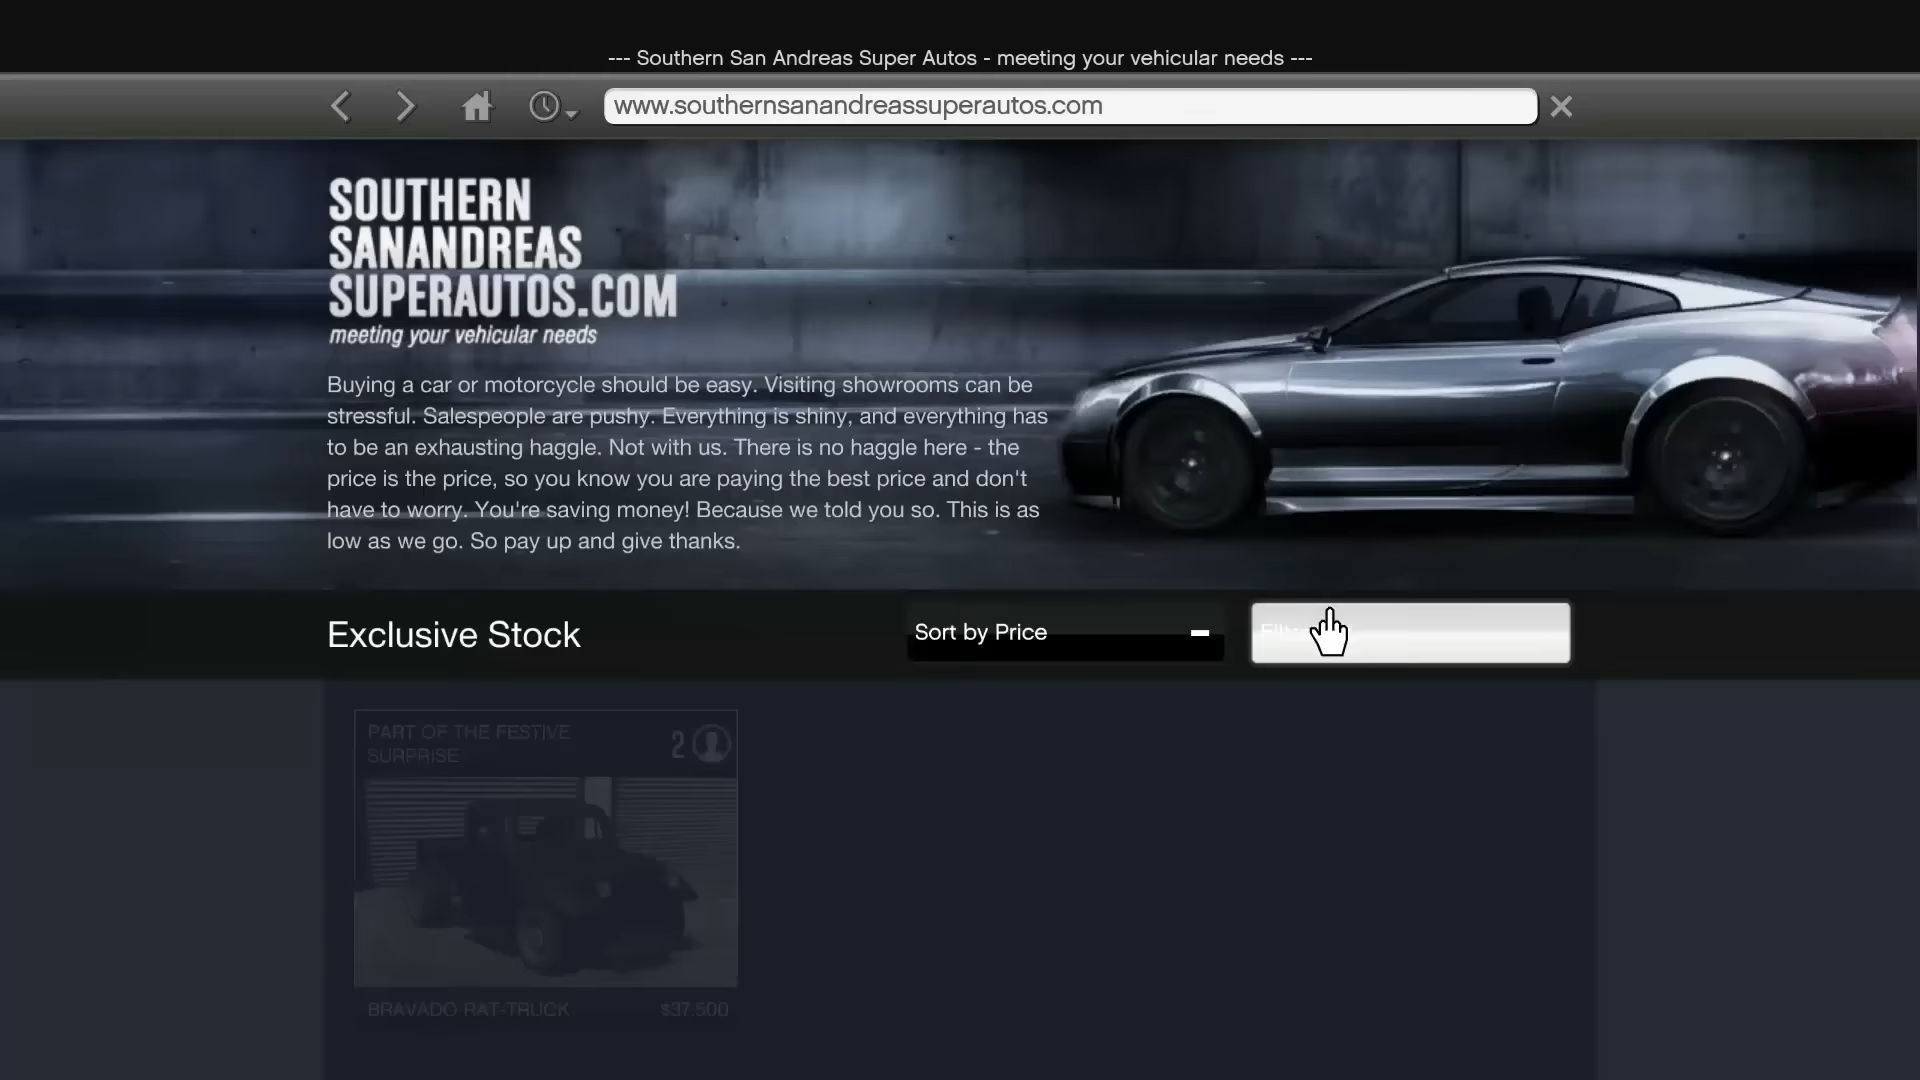 --- Southern San Andreas Super Autos - meeting your vehicular needs ---
www.southernsanandreassuperautos.com
SOUTHERN
SANANDREAS
SUPERAUTOS.COM
meeting your vehicular needs
Buying a car or motorcycle should be easy. Visiting showrooms can be
stressful. Salespeople are pushy. Everything is shiny, and everything has
to be an exhausting haggle. Not with us. There is no haggle here - the
price is the price, so you know you are paying the best price and don't
have to worry. You're saving money! Because we told you so. This is as
low as we go. So pay up and give thanks.
Exclusive Stock
Sort by Price
PART OF THE FESTIVE
SURPRISE
2
BRAVADO RAT-TRUCK
$37,500